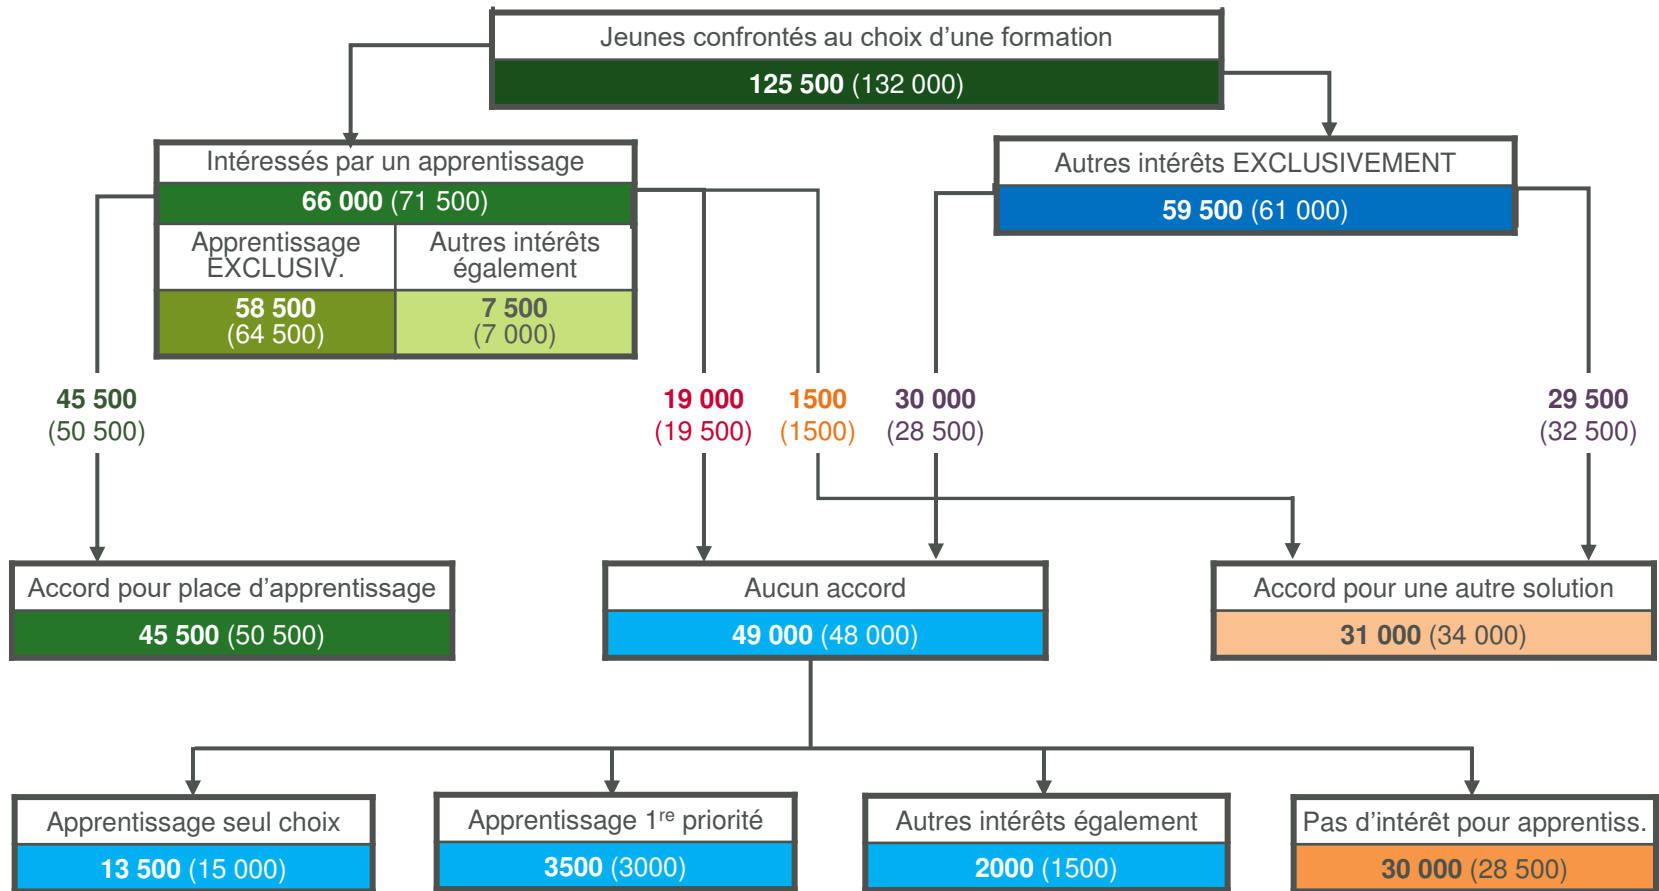 Jeunes confrontés au choix d’une formation
125 500 (132 000)
Intéressés par un apprentissage
66 000 (71 500)
Apprentissage
EXCLUSIV.
58 500
(64 500)
Autres intérêts
également
7 500
(7 000)
Autres intérêts EXCLUSIVEMENT
59 500 (61 000)
45 500
(50 500)
19 000
(19 500)
1500
(1500)
30 000
(28 500)
29 500
(32 500)
Accord pour place d’apprentissage
45 500 (50 500)
Aucun accord
49 000 (48 000)
Accord pour une autre solution
31 000 (34 000)
Apprentissage seul choix
13 500 (15 000)
Apprentissage 1re priorité
3500 (3000)
Autres intérêts également
2000 (1500)
Pas d’intérêt pour apprentiss.
30 000 (28 500)